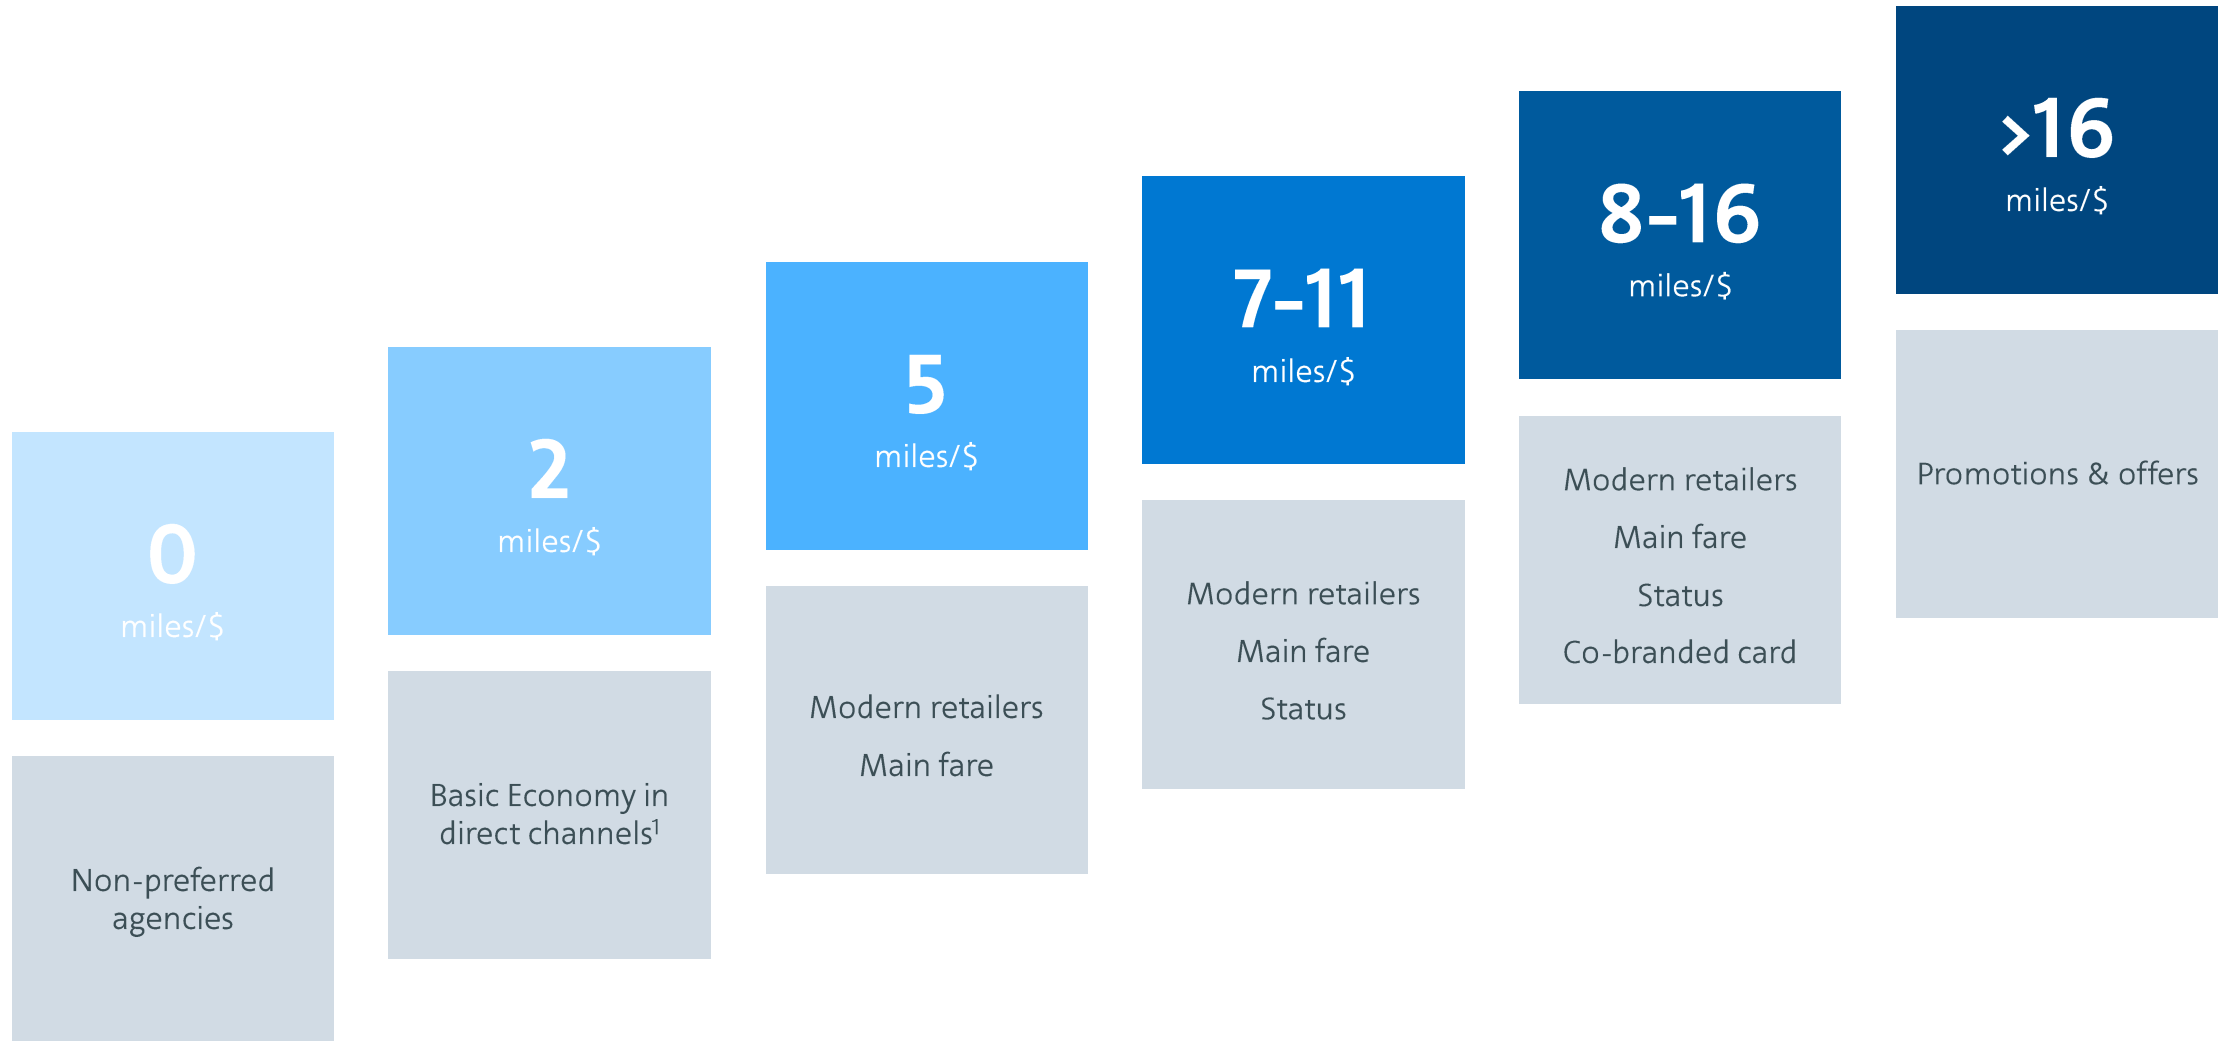 0
miles/$
Non-preferred
agencies
2
miles/$
Basic Economy in
direct channels¹
5
miles/$
Modern retailers
Main fare
7-11
miles/$
Modern retailers
Main fare
Status
8-16
miles/$
Modern retailers
Main fare
Status
Co-branded card
>16
miles/$
Promotions & offers